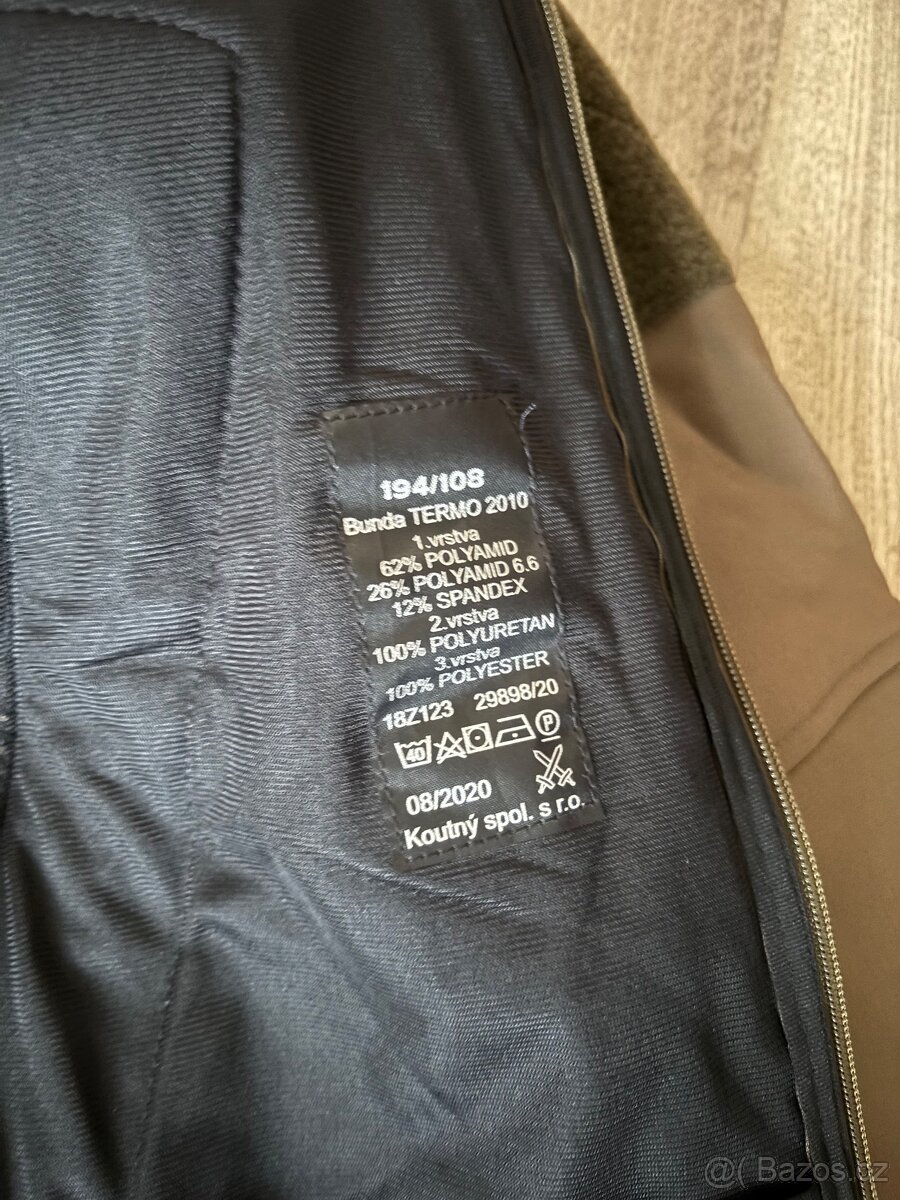 194/108
Bunda TERMO 2010
1.vrstva
62% POLYAMID
26% POLYAMID 6.6
12% SPANDEX
2.vrstva
100% POLYURETAN
3.vrstva
100% POLYESTER
18Z123 29898/20
40 P
08/2020
Koutný spol. s r.o.
@( Bazos.cz